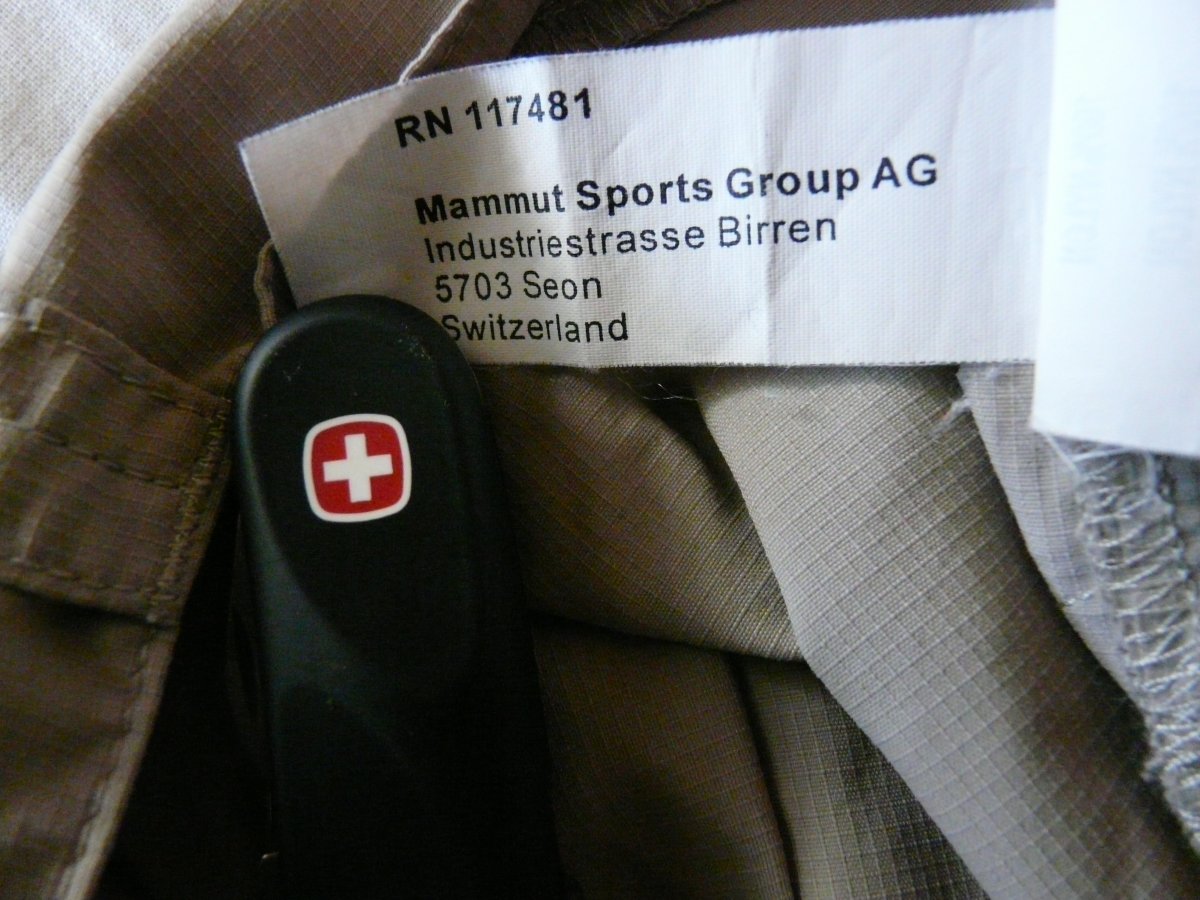 RN 117481
Mammut Sports Group AG
Industriestrasse Birren
5703 Seon
Switzerland